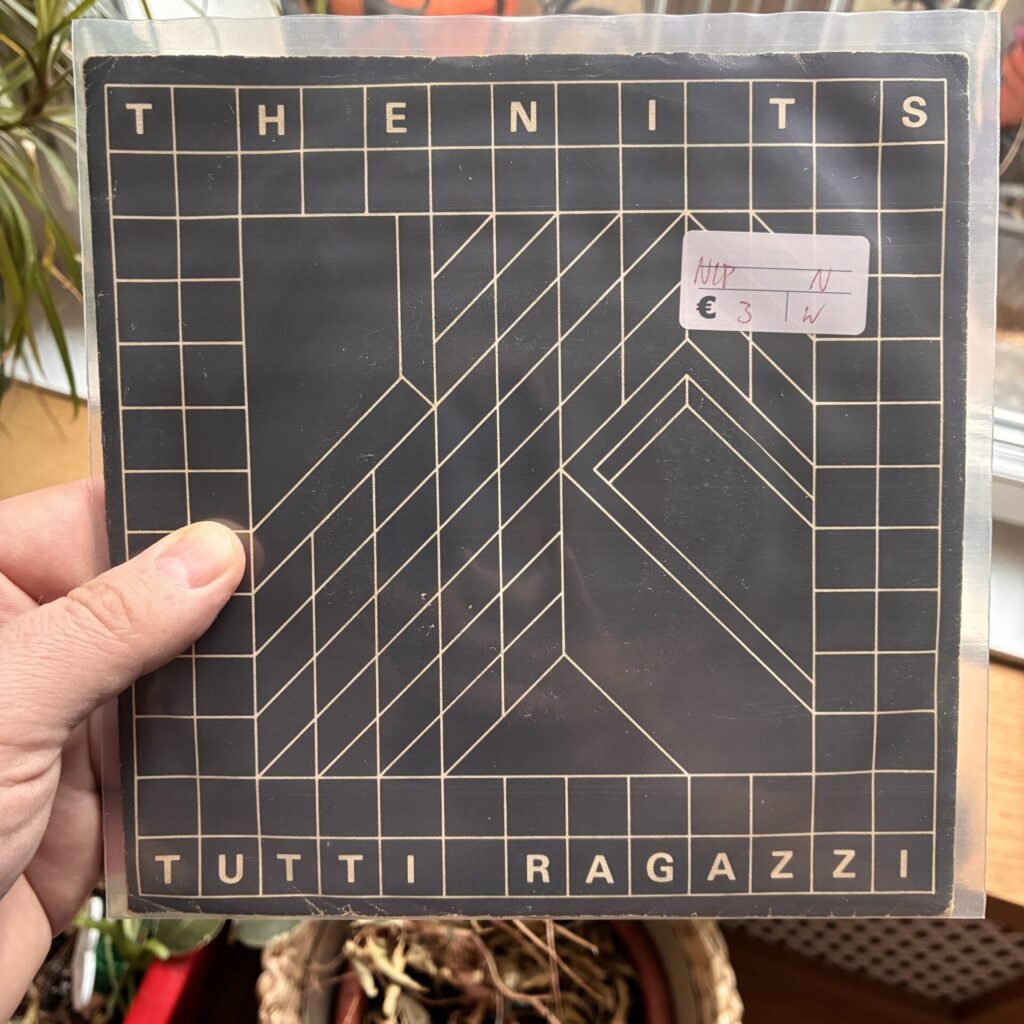 THE NITS
NLP N
€ 3 W
TUTTI RAGAZZI